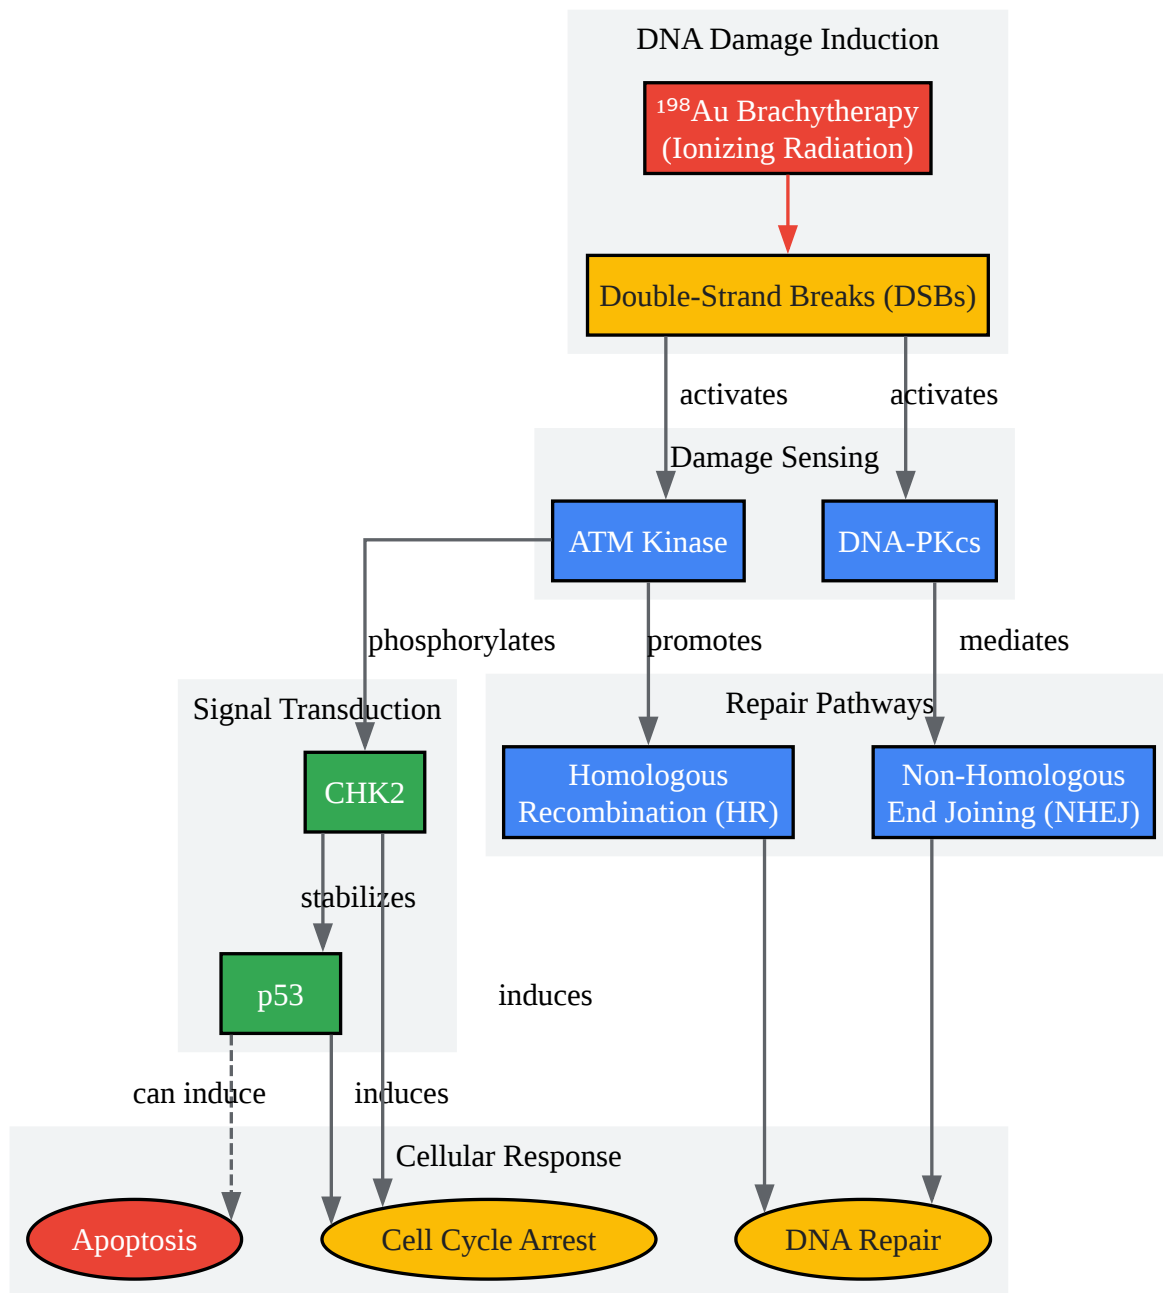 DNA Damage Induction
¹⁹⁸Au Brachytherapy
(Ionizing Radiation)
Double-Strand Breaks (DSBs)
activates
activates
Damage Sensing
ATM Kinase
DNA-PKcs
phosphorylates
promotes
mediates
Signal Transduction
Repair Pathways
CHK2
Homologous
Recombination (HR)
Non-Homologous
End Joining (NHEJ)
stabilizes
p53
induces
can induce
induces
Cellular Response
Apoptosis
Cell Cycle Arrest
DNA Repair